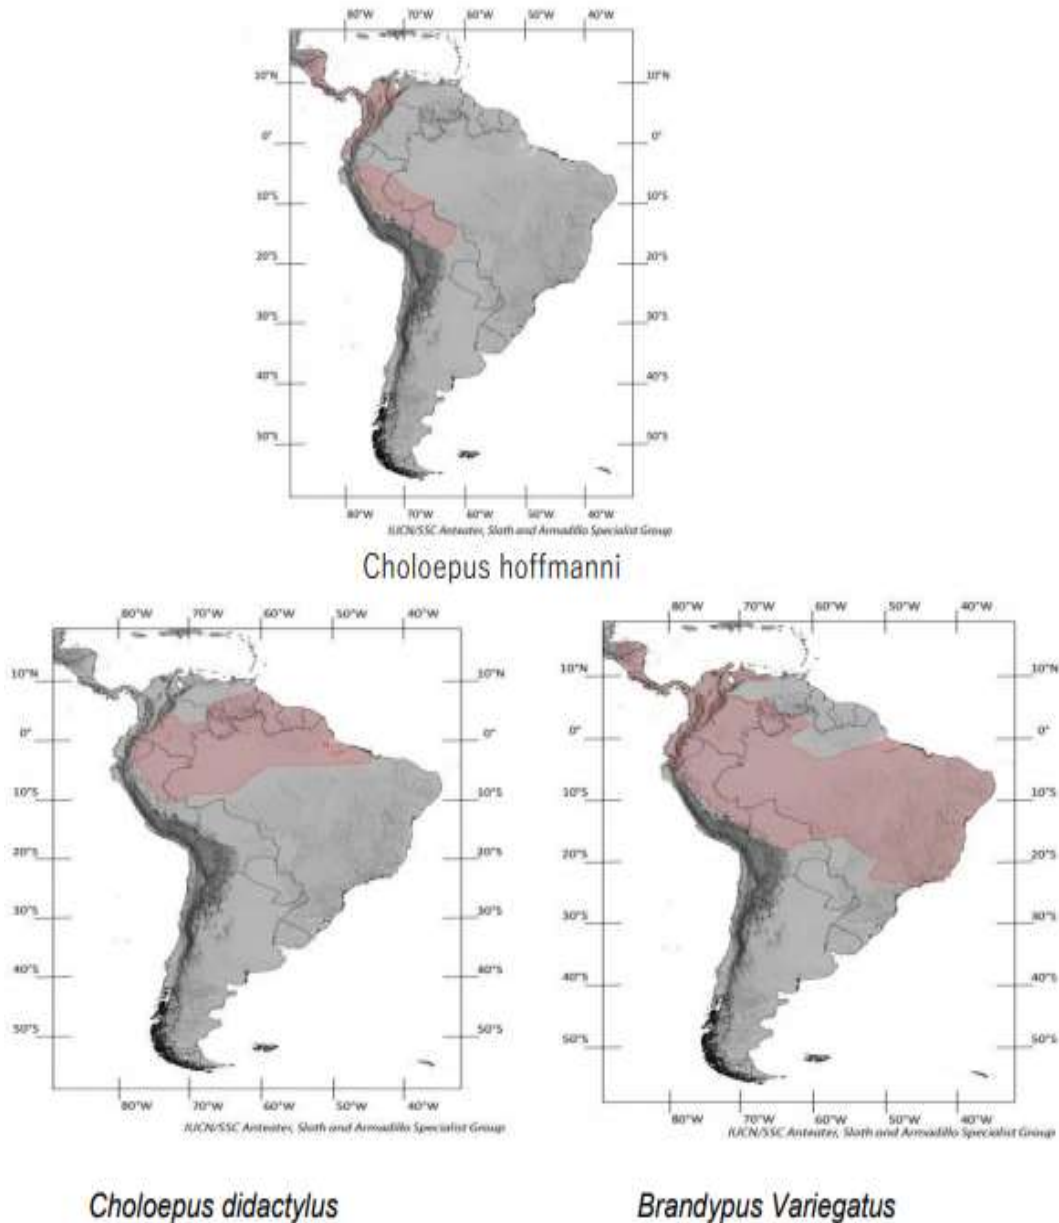 80°W 70°W 60°W 50°W 40°W
10°N 10°N
0° 0°
10°S 10°S
20°S 20°S
30°S 30°S
40°S 40°S
50°S 50°S
80°W 70°W 60°W 50°W 40°W
IUCN/SSC Anteater, Sloth and Armadillo Specialist Group
Choloepus hoffmanni
80°W 70°W 60°W 50°W 40°W
10°N 10°N
0° 0°
10°S 10°S
20°S 20°S
30°S 30°S
40°S 40°S
50°S 50°S
80°W 70°W 60°W 50°W 40°W
IUCN/SSC Anteater, Sloth and Armadillo Specialist Group
Choloepus didactylus
80°W 70°W 60°W 50°W 40°W
10°N 10°N
0° 0°
10°S 10°S
20°S 20°S
30°S 30°S
40°S 40°S
50°S 50°S
80°W 70°W 60°W 50°W 40°W
IUCN/SSC Anteater, Sloth and Armadillo Specialist Group
Brandypus Variegatus